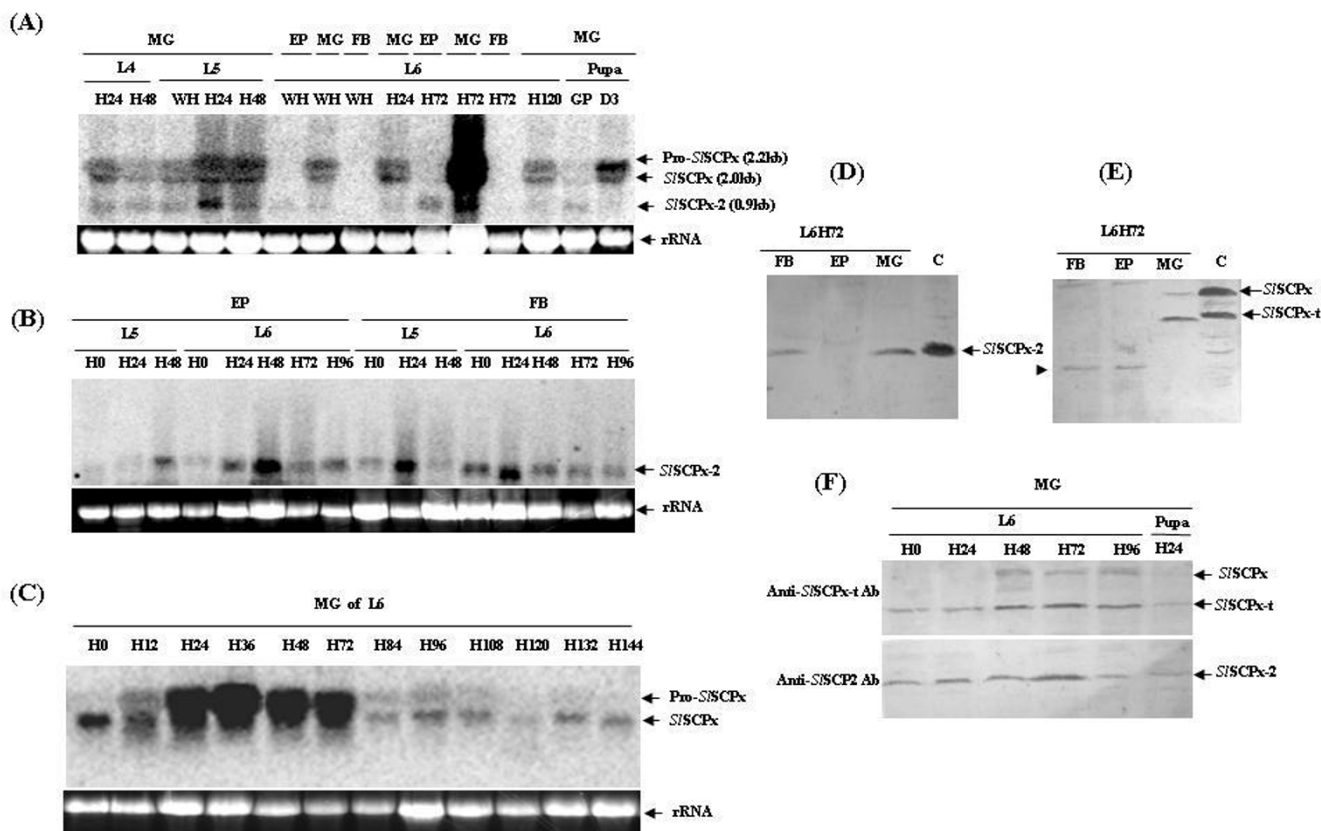 (A)
MG EP MG FB MG EP MG FB MG
L4 L5 L6 Pupa
H24 H48 WH H24 H48 WH WH WH H24 H72 H72 H72 H120 GP D3
Pro-SlSCPx (2.2kb)
SlSCPx (2.0kb)
SlSCPx-2 (0.9kb)
rRNA
(B)
EP FB
L5 L6 L5 L6
H0 H24 H48 H0 H24 H48 H72 H96 H0 H24 H48 H0 H24 H48 H72 H96
SlSCPx-2
rRNA
(C)
MG of L6
H0 H12 H24 H36 H48 H72 H84 H96 H108 H120 H132 H144
Pro-SlSCPx
SlSCPx
rRNA
(D)
L6H72
FB EP MG C
SlSCPx-2
(E)
L6H72
FB EP MG C
SlSCPx
SlSCPx-t
(F)
MG
L6 Pupa
H0 H24 H48 H72 H96 H24
Anti-SlSCPx-t Ab
SlSCPx
SlSCPx-t
Anti-SlSCP2 Ab
SlSCPx-2